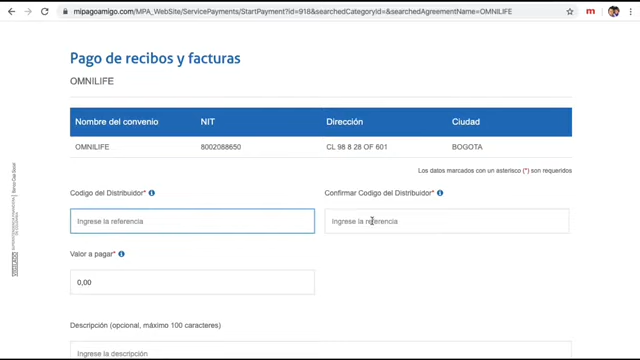 mipagoamigo.com/MPA_WebSite/ServicePayments/StartPayment?id=918&searchedCategoryId=&searchedAgreementName=OMNILIFE
Pago de recibos y facturas
OMNILIFE
Nombre del convenio NIT Dirección Ciudad
OMNILIFE 8002088650 CL 98 8 28 OF 601 BOGOTA
Los datos marcados con un asterisco (*) son requeridos
Codigo del Distribuidor* Confirmar Codigo del Distribuidor*
Ingrese la referencia Ingrese la referencia
Valor a pagar*
0,00
Descripción (opcional, máximo 100 caracteres)
Ingrese la descripción
VIGILADO